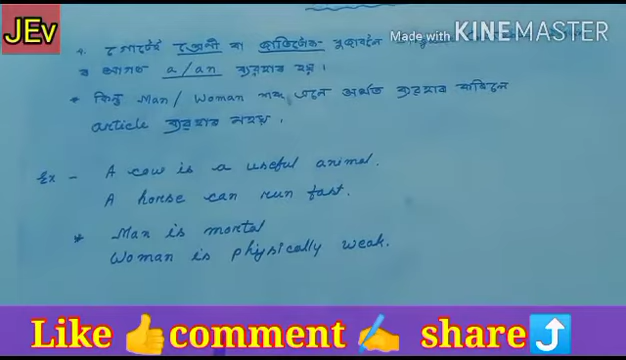 JEv
Made with KINEMASTER
4. গোটেই শ্রেণী বা জাতিটোক বুজাবলৈ
ৰ আগত a/an ব্যৱহাৰ হয়।
* কিন্তু Man / Woman শব্দ এনে অৰ্থত ব্যৱহাৰ কৰিলে
article ব্যৱহাৰ নহয়।
Ex - A cow is a useful animal.
A horse can run fast.
* Man is mortal
Woman is physically weak.
Like 👍comment ✍️ share⤴️